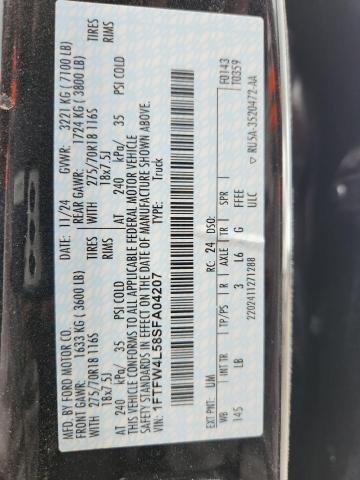 MFD. BY FORD MOTOR CO.
DATE: 11/24 GVWR: 3221 KG (7100 LB)
FRONT GAWR: 1633 KG (3600 LB) REAR GAWR: 1724 KG (3800 LB)
275/70R18 116S TIRES WITH 275/70R18 116S TIRES
18x7.5J RIMS WITH 18x7.5J RIMS
AT 240 kPa/ 35 PSI COLD AT 240 kPa/ 35 PSI COLD
THIS VEHICLE CONFORMS TO ALL APPLICABLE FEDERAL MOTOR VEHICLE
SAFETY STANDARDS IN EFFECT ON THE DATE OF MANUFACTURE SHOWN ABOVE.
VIN: 1FTFW4L58SFA04207 TYPE: Truck
F0143
T0359
EXT PNT: UM RC: 24 DSO:
WB INT TR TP/PS R AXLE TR SPR
145 LB 3 L6 G FFEE
ULC
2202411271288 ▽ RU5A-3520472-AA